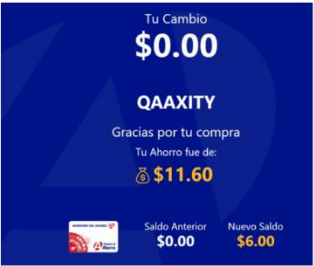 Tu Cambio
$0.00
QAAXITY
Gracias por tu compra
Tu Ahorro fue de:
$11.60
Saldo Anterior
Nuevo Saldo
$0.00
$6.00
Ahorro